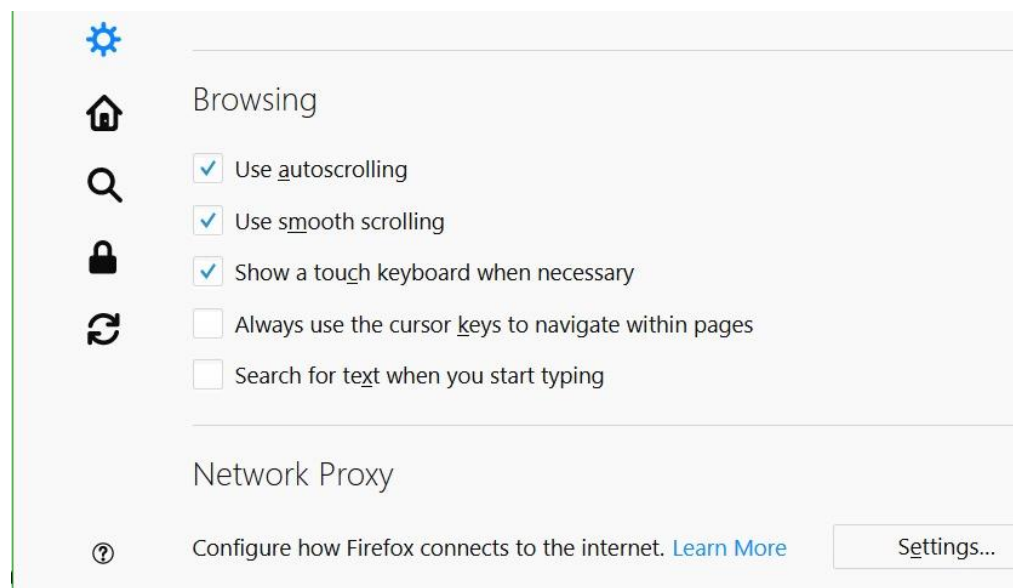 Browsing
Use autoscrolling
Use smooth scrolling
Show a touch keyboard when necessary
Always use the cursor keys to navigate within pages
Search for text when you start typing
Network Proxy
Configure how Firefox connects to the internet. Learn More Settings...